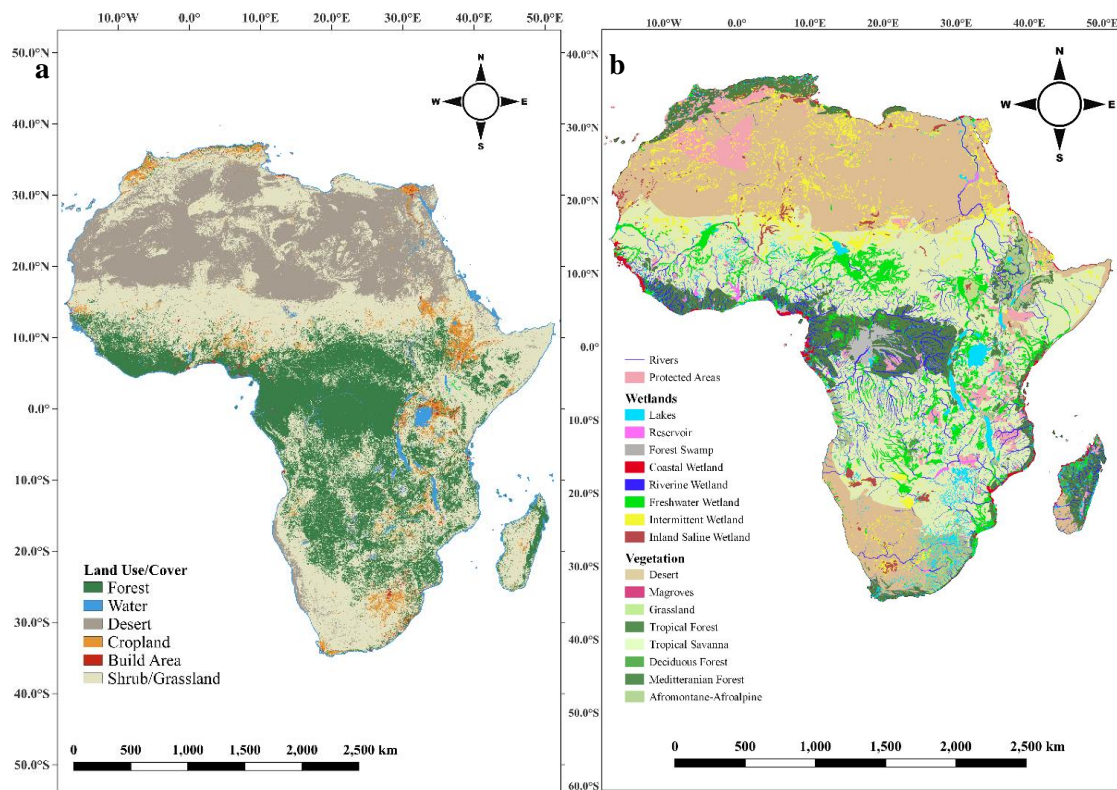 a
10.0°W 0.0° 10.0°E 20.0°E 30.0°E 40.0°E 50.0°E
50.0°N
40.0°N
30.0°N
20.0°N
10.0°N
0.0°
10.0°S
20.0°S
30.0°S
40.0°S
50.0°S
N
W E
S
Land Use/Cover
Forest
Water
Desert
Cropland
Build Area
Shrub/Grassland
0 500 1,000 1,500 2,000 2,500 km
b
10.0°W 0.0° 10.0°E 20.0°E 30.0°E 40.0°E 50.0°E
40.0°N
30.0°N
20.0°N
10.0°N
0.0°
10.0°S
20.0°S
30.0°S
40.0°S
50.0°S
60.0°S
N
W E
S
Rivers
Protected Areas
Wetlands
Lakes
Reservoir
Forest Swamp
Coastal Wetland
Riverine Wetland
Freshwater Wetland
Intermittent Wetland
Inland Saline Wetland
Vegetation
Desert
Magroves
Grassland
Tropical Forest
Tropical Savanna
Deciduous Forest
Meditteranian Forest
Afromontane-Afroalpine
0 500 1,000 1,500 2,000 2,500 km